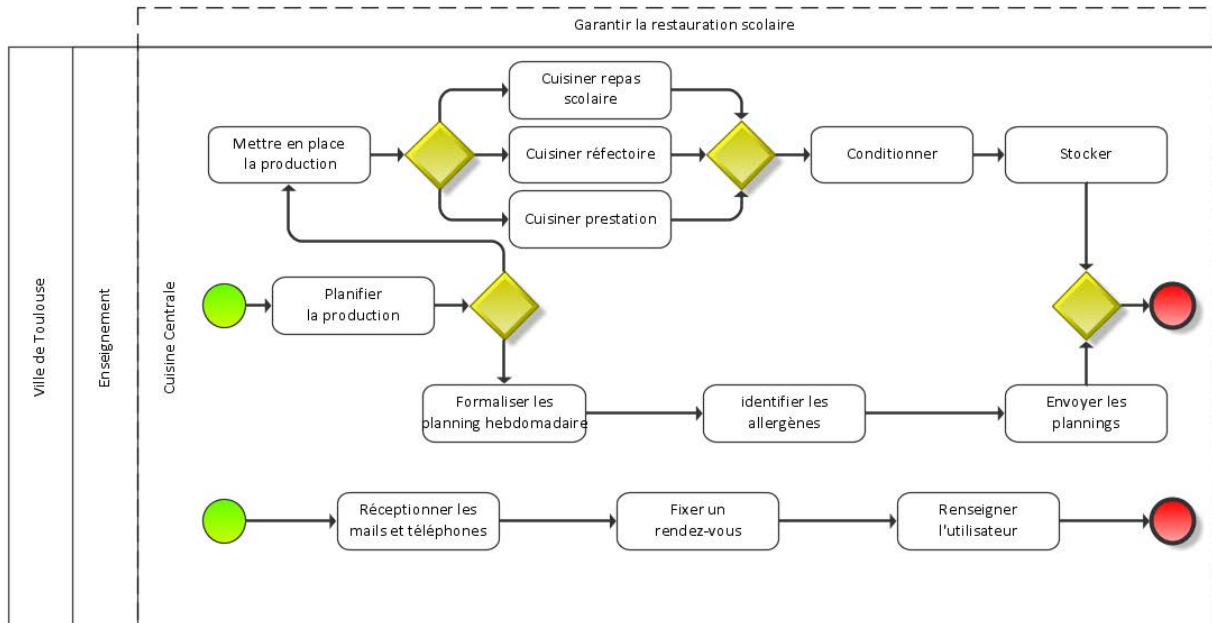 Garantir la restauration scolaire
Ville de Toulouse
Enseignement
Cuisine Centrale
Cuisiner repas
scolaire
Mettre en place
la production
Cuisiner réfectoire
Conditionner
Stocker
Cuisiner prestation
Planifier
la production
Formaliser les
planning hebdomadaire
identifier les
allergènes
Envoyer les
plannings
Réceptionner les
mails et téléphones
Fixer un
rendez-vous
Renseigner
l'utilisateur